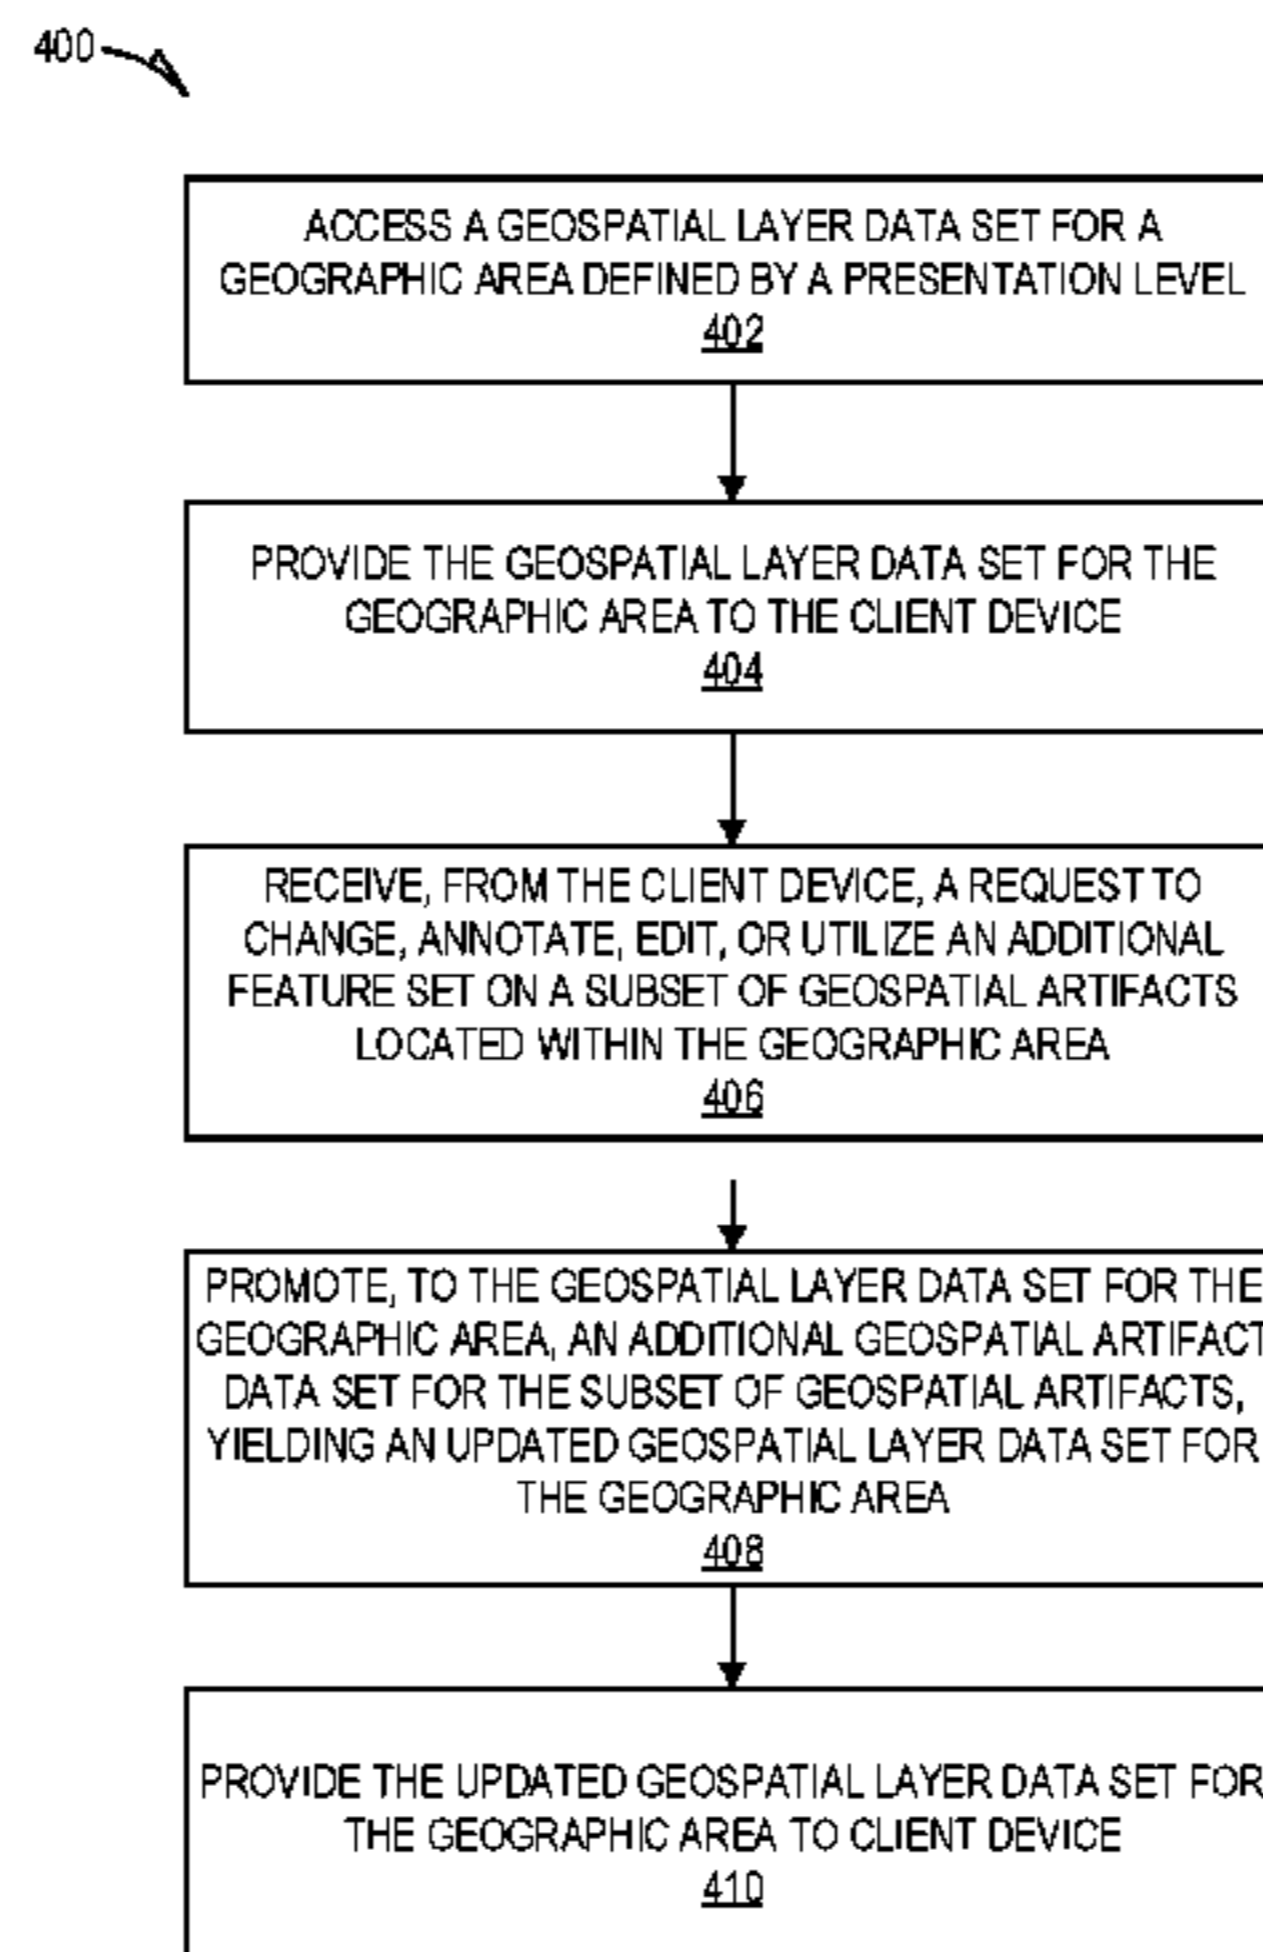 400
ACCESS A GEOSPATIAL LAYER DATA SET FOR A
GEOGRAPHIC AREA DEFINED BY A PRESENTATION LEVEL
402
PROVIDE THE GEOSPATIAL LAYER DATA SET FOR THE
GEOGRAPHIC AREA TO THE CLIENT DEVICE
404
RECEIVE, FROM THE CLIENT DEVICE, A REQUEST TO
CHANGE, ANNOTATE, EDIT, OR UTILIZE AN ADDITIONAL
FEATURE SET ON A SUBSET OF GEOSPATIAL ARTIFACTS
LOCATED WITHIN THE GEOGRAPHIC AREA
406
PROMOTE, TO THE GEOSPATIAL LAYER DATA SET FOR THE
GEOGRAPHIC AREA, AN ADDITIONAL GEOSPATIAL ARTIFACT
DATA SET FOR THE SUBSET OF GEOSPATIAL ARTIFACTS,
YIELDING AN UPDATED GEOSPATIAL LAYER DATA SET FOR
THE GEOGRAPHIC AREA
408
PROVIDE THE UPDATED GEOSPATIAL LAYER DATA SET FOR
THE GEOGRAPHIC AREA TO CLIENT DEVICE
410